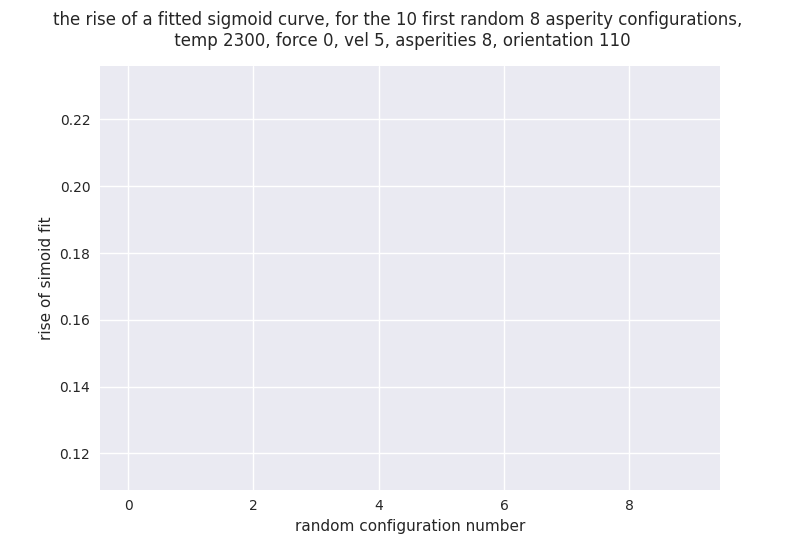 the rise of a fitted sigmoid curve, for the 10 first random 8 asperity configurations,
temp 2300, force 0, vel 5, asperities 8, orientation 110
0.22
0.20
0.18
0.16
0.14
0.12
rise of simoid fit
0 2 4 6 8
random configuration number